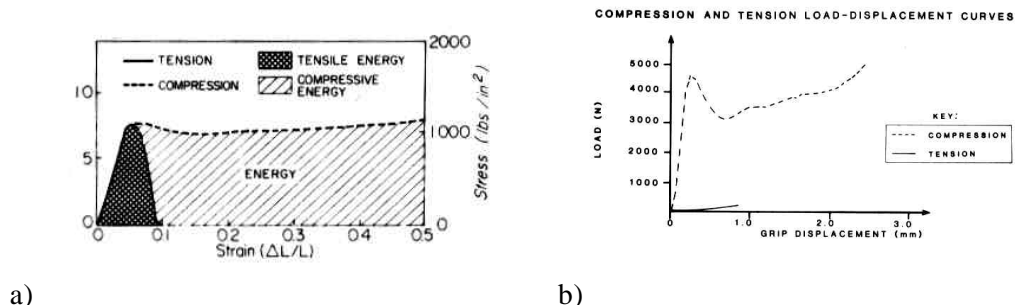 COMPRESSION AND TENSION LOAD-DISPLACEMENT CURVES
TENSION
COMPRESSION
TENSILE ENERGY
COMPRESSIVE
ENERGY
ENERGY
10
5
0
2000
1000
0
Stress (lbs/in²)
0 0.1 0.2 0.3 0.4 0.5
Strain (ΔL/L)
a)
LOAD (N)
5000
4000
3000
2000
1000
0 1.0 2.0 3.0
GRIP DISPLACEMENT (mm)
KEY:
COMPRESSION
TENSION
b)